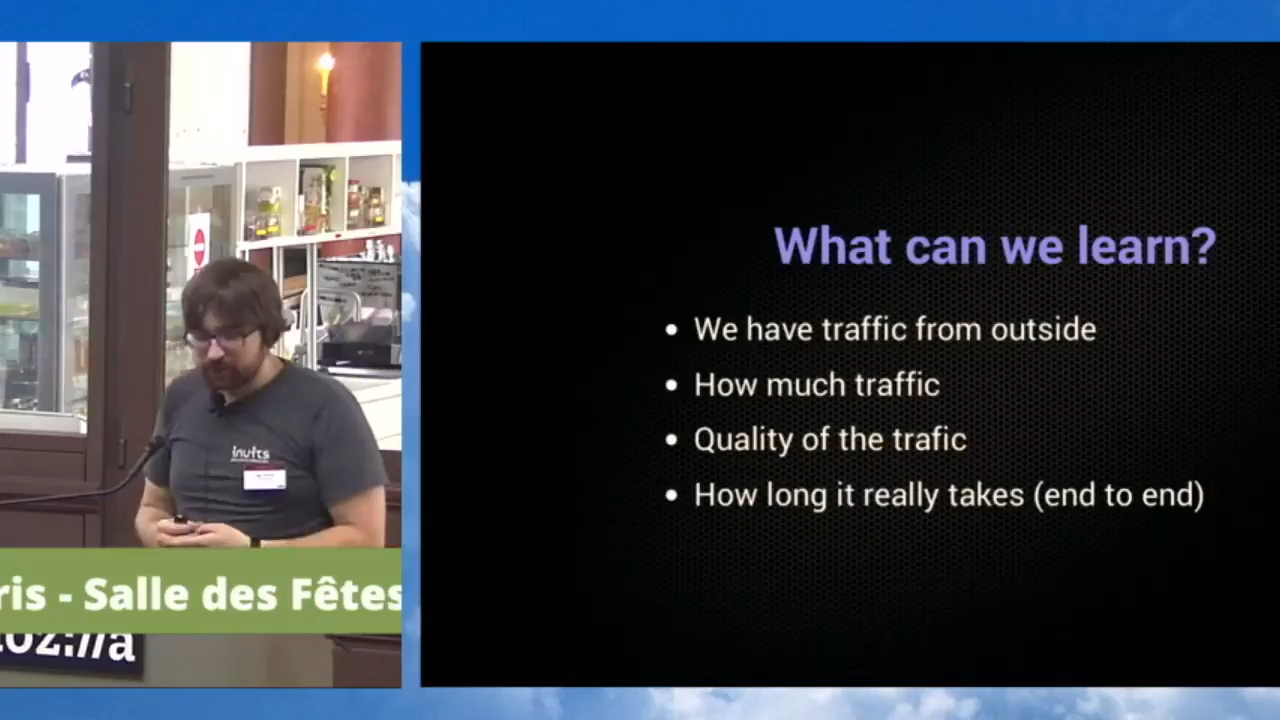 inuits
ris - Salle des Fêtes
moz://a
What can we learn?
We have traffic from outside
How much traffic
Quality of the trafic
How long it really takes (end to end)